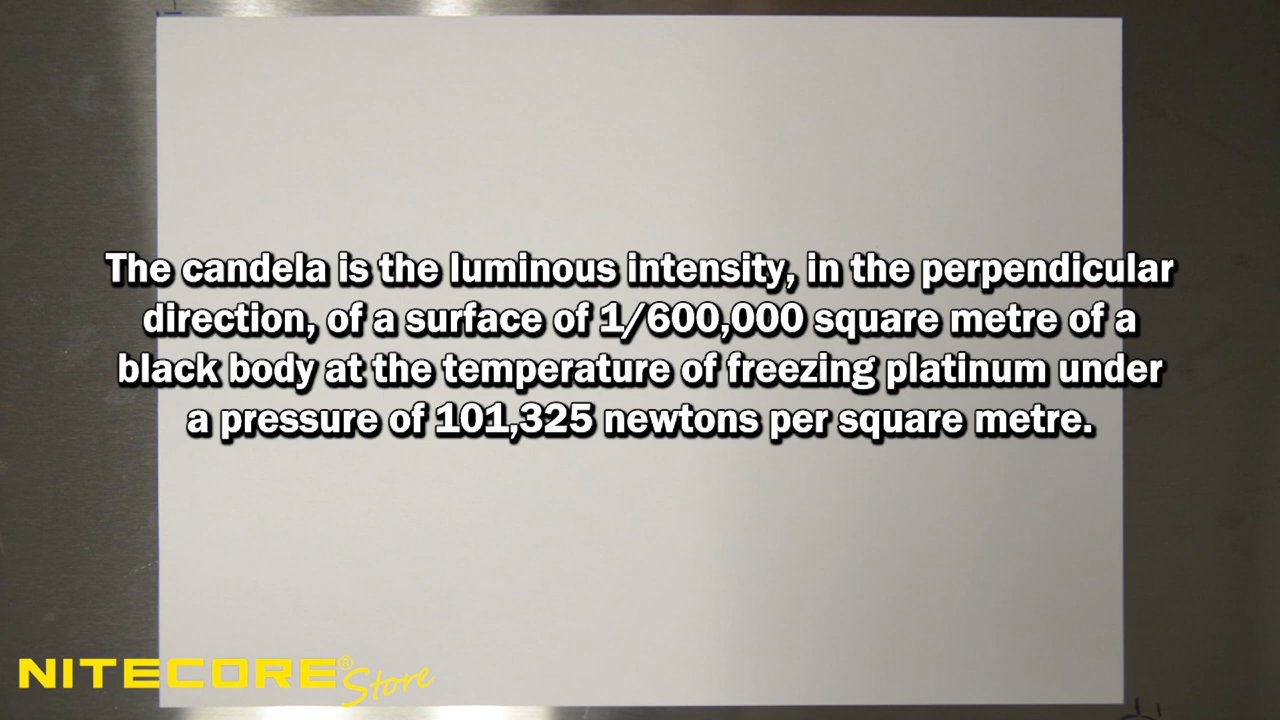 The candela is the luminous intensity, in the perpendicular
direction, of a surface of 1/600,000 square metre of a
black body at the temperature of freezing platinum under
a pressure of 101,325 newtons per square metre.
NITECORE® Store